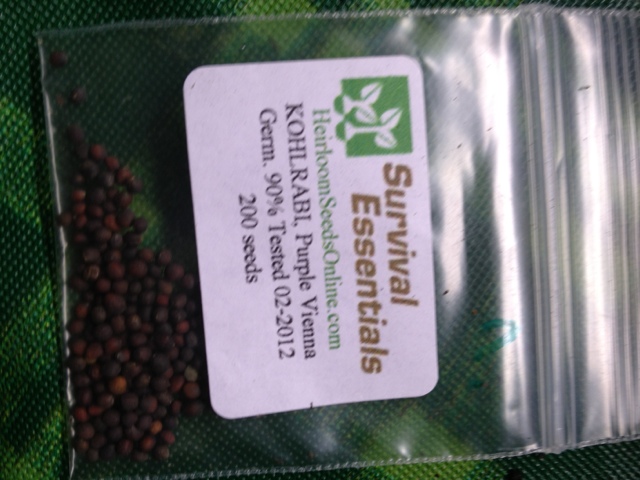 Survival
Essentials
HeirloomSeedsOnline.com
KOHLRABI, Purple Vienna
Germ. 90% Tested 02-2012
200 seeds